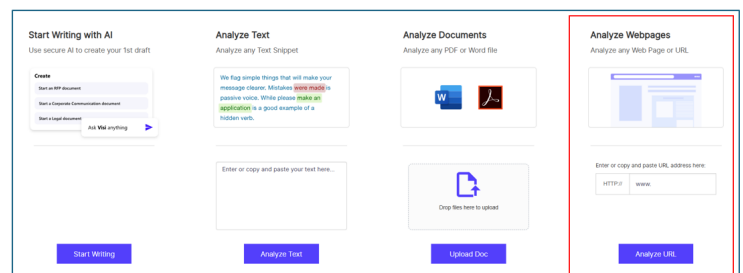 Start Writing with AI
Use secure AI to create your 1st draft
Create
Start an RFP document
Start a Corporate Communication document
Start a Legal document
Ask Visi anything
Start Writing
Analyze Text
Analyze any Text Snippet
We flag simple things that will make your
message clearer. Mistakes were made is
passive voice. While please make an
application is a good example of a
hidden verb.
Enter or copy and paste your text here...
Analyze Text
Analyze Documents
Analyze any PDF or Word file
W
Drop files here to upload
Upload Doc
Analyze Webpages
Analyze any Web Page or URL
Enter or copy and paste URL address here:
HTTP:// www.
Analyze URL